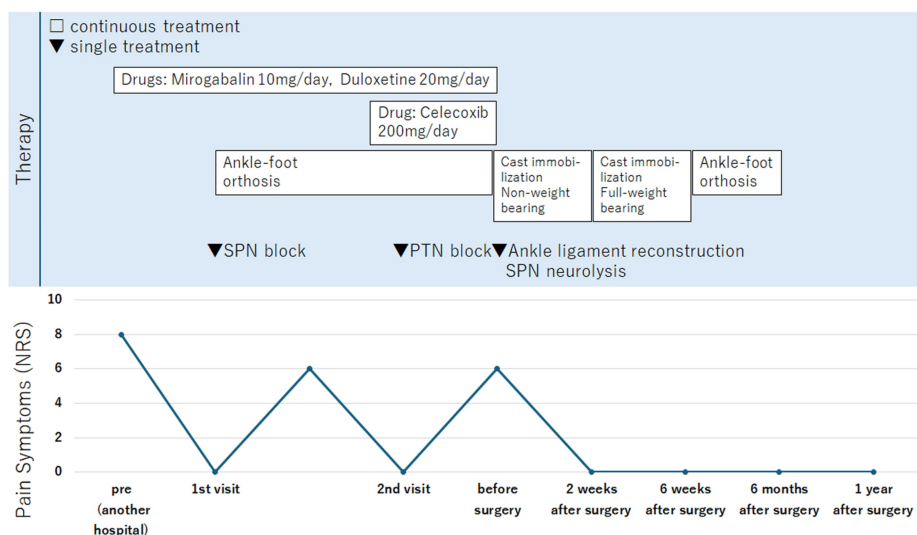 □ continuous treatment
▼ single treatment
Therapy
Drugs: Mirogabalin 10mg/day, Duloxetine 20mg/day
Drug: Celecoxib
200mg/day
Ankle-foot
orthosis
Cast immobi-
lization
Non-weight
bearing
Cast immobi-
lization
Full-weight
bearing
Ankle-foot
orthosis
▼SPN block
▼PTN block
▼Ankle ligament reconstruction
SPN neurolysis
Pain Symptoms (NRS)
10
8
6
4
2
0
pre
(another
hospital)
1st visit
2nd visit
before
surgery
2 weeks
after surgery
6 weeks
after surgery
6 months
after surgery
1 year
after surgery